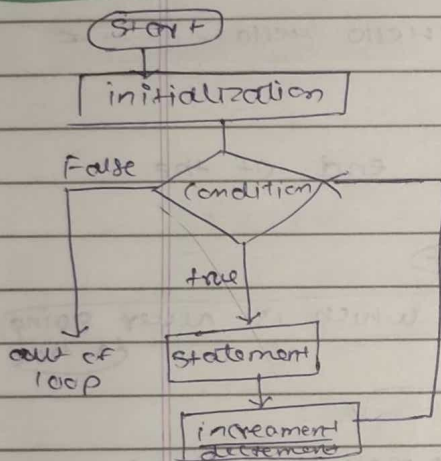 Start
initialization
False
condition
true
out of
loop
statement
increament
decrement